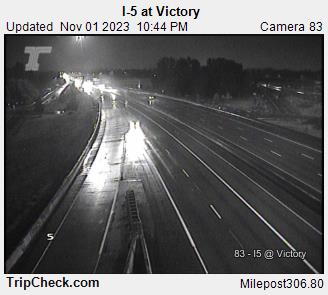 I-5 at Victory
Updated Nov 01 2023 10:44 PM Camera 83
T
S
83 - I5 @ Victory
TripCheck.com Milepost306.80